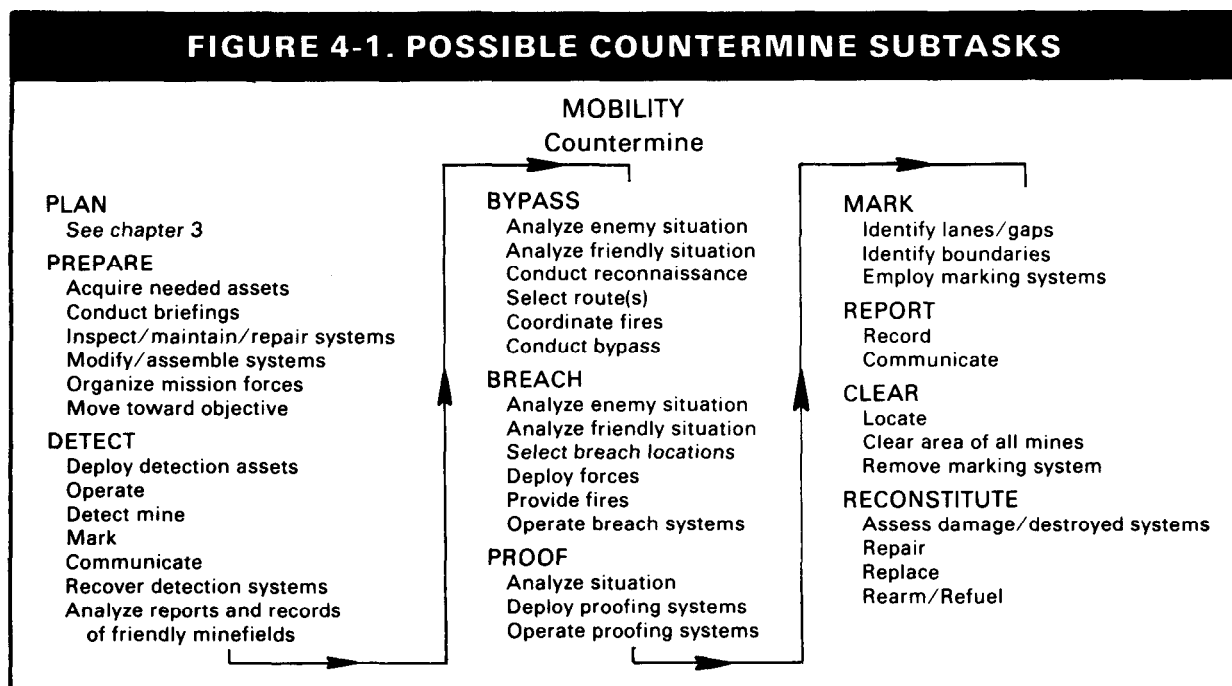 FIGURE 4-1. POSSIBLE COUNTERMINE SUBTASKS
MOBILITY
Countermine
PLAN
See chapter 3
PREPARE
Acquire needed assets
Conduct briefings
Inspect/maintain/repair systems
Modify/assemble systems
Organize mission forces
Move toward objective
DETECT
Deploy detection assets
Operate
Detect mine
Mark
Communicate
Recover detection systems
Analyze reports and records
of friendly minefields
BYPASS
Analyze enemy situation
Analyze friendly situation
Conduct reconnaissance
Select route(s)
Coordinate fires
Conduct bypass
BREACH
Analyze enemy situation
Analyze friendly situation
Select breach locations
Deploy forces
Provide fires
Operate breach systems
PROOF
Analyze situation
Deploy proofing systems
Operate proofing systems
MARK
Identify lanes/gaps
Identify boundaries
Employ marking systems
REPORT
Record
Communicate
CLEAR
Locate
Clear area of all mines
Remove marking system
RECONSTITUTE
Assess damage/destroyed systems
Repair
Replace
Rearm/Refuel